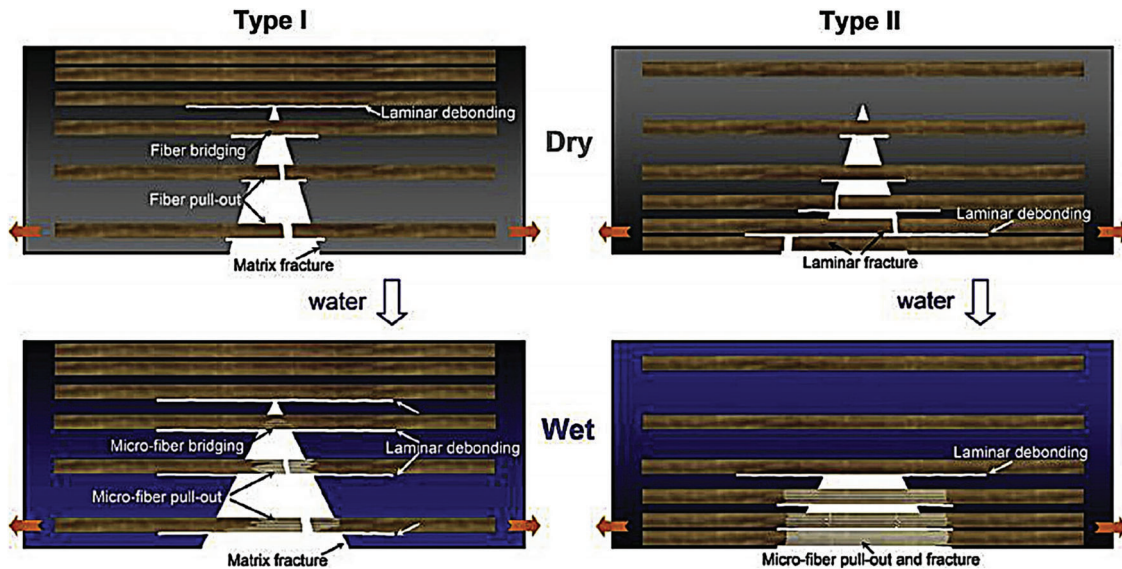 Type I
Type II
Laminar debonding
Fiber bridging
Dry
Fiber pull-out
Laminar debonding
Matrix fracture
Laminar fracture
water
water
Wet
Micro-fiber bridging
Laminar debonding
Laminar debonding
Micro-fiber pull-out
Matrix fracture
Micro-fiber pull-out and fracture